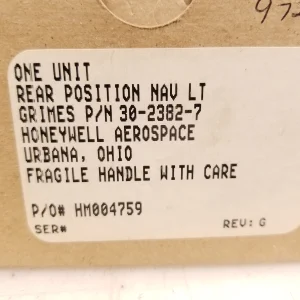 ONE UNIT
REAR POSITION NAV LT
GRIMES P/N 30-2382-7
HONEYWELL AEROSPACE
URBANA, OHIO
FRAGILE HANDLE WITH CARE
P/O# HM004759
SER#
REV: G